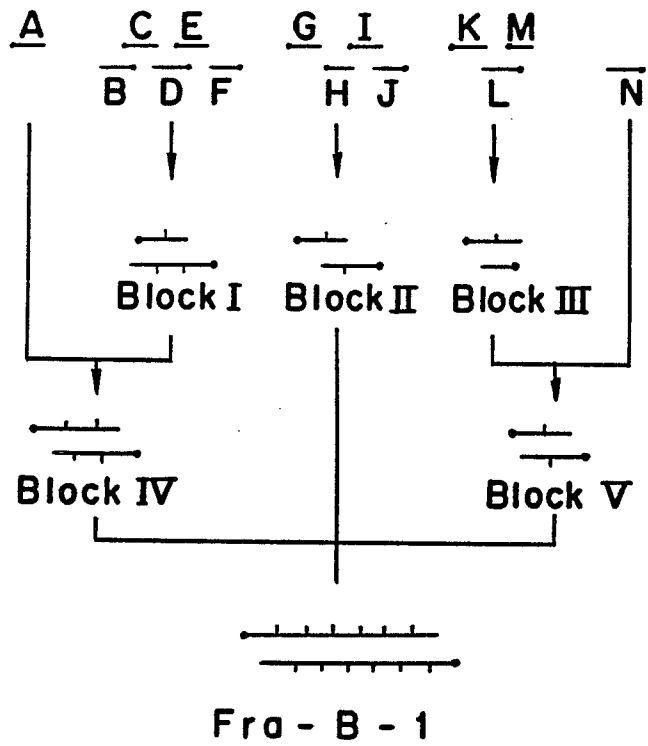 A C E G I K M
B D F H J L N
Block I Block II Block III
Block IV Block V
Fra - B - 1